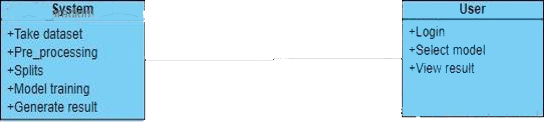 System
+Take dataset
+Pre_processing
+Splits
+Model training
+Generate result
User
+Login
+Select model
+View result